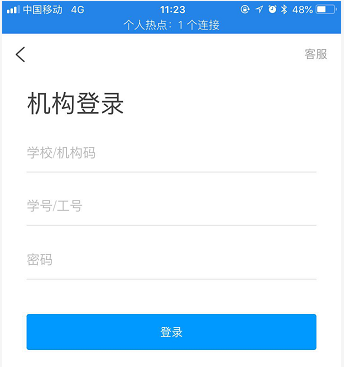 中国移动 4G 11:23 48%
个人热点：1 个连接
客服
机构登录
学校/机构码
学号/工号
密码
登录